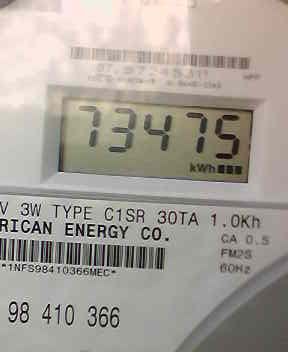 73475
kWh
V 3W TYPE C1SR 30TA 1.0Kh
RICAN ENERGY CO.
CA 0.5
FM2S
60Hz
*1NFS98410366MEC*
98 410 366